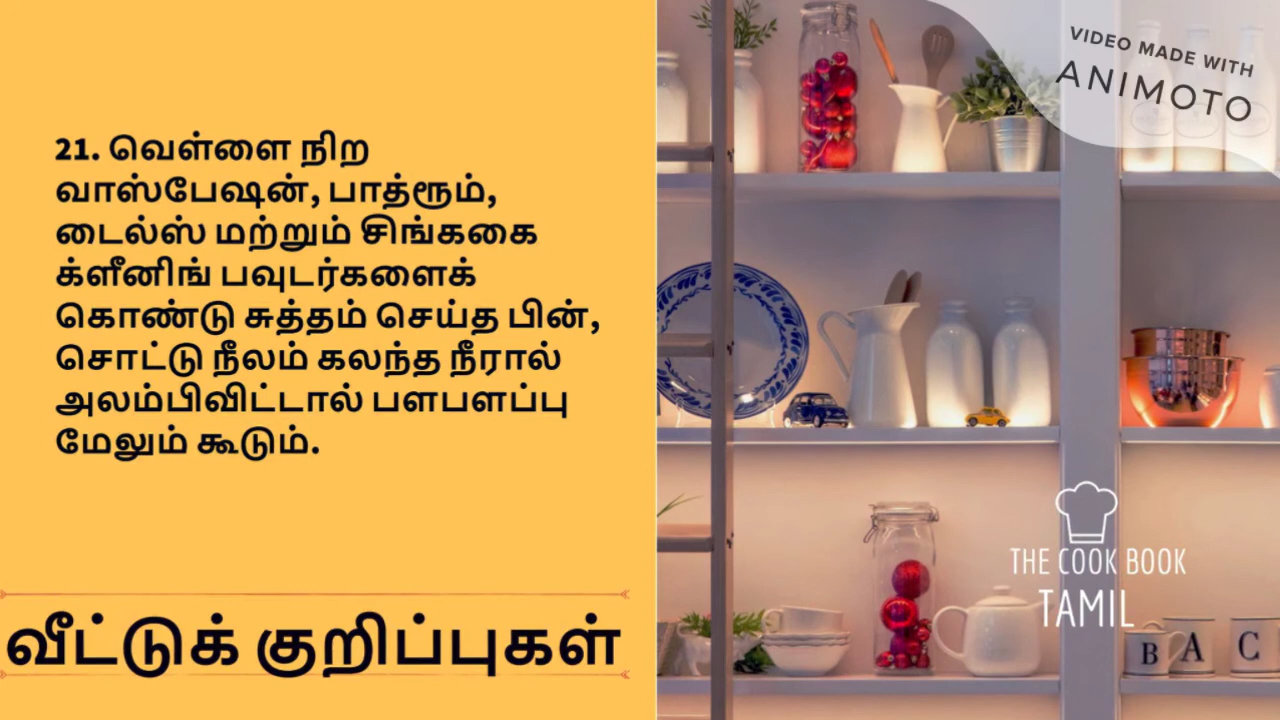 21. வெள்ளை நிற
வாஸ்பேஷன், பாத்ரூம்,
டைல்ஸ் மற்றும் சிங்ககை
க்ளீனிங் பவுடர்களைக்
கொண்டு சுத்தம் செய்த பின்,
சொட்டு நீலம் கலந்த நீரால்
அலம்பிவிட்டால் பளபளப்பு
மேலும் கூடும்.
வீட்டுக் குறிப்புகள்
VIDEO MADE WITH
ANIMOTO
THE COOK BOOK
TAMIL
B A C